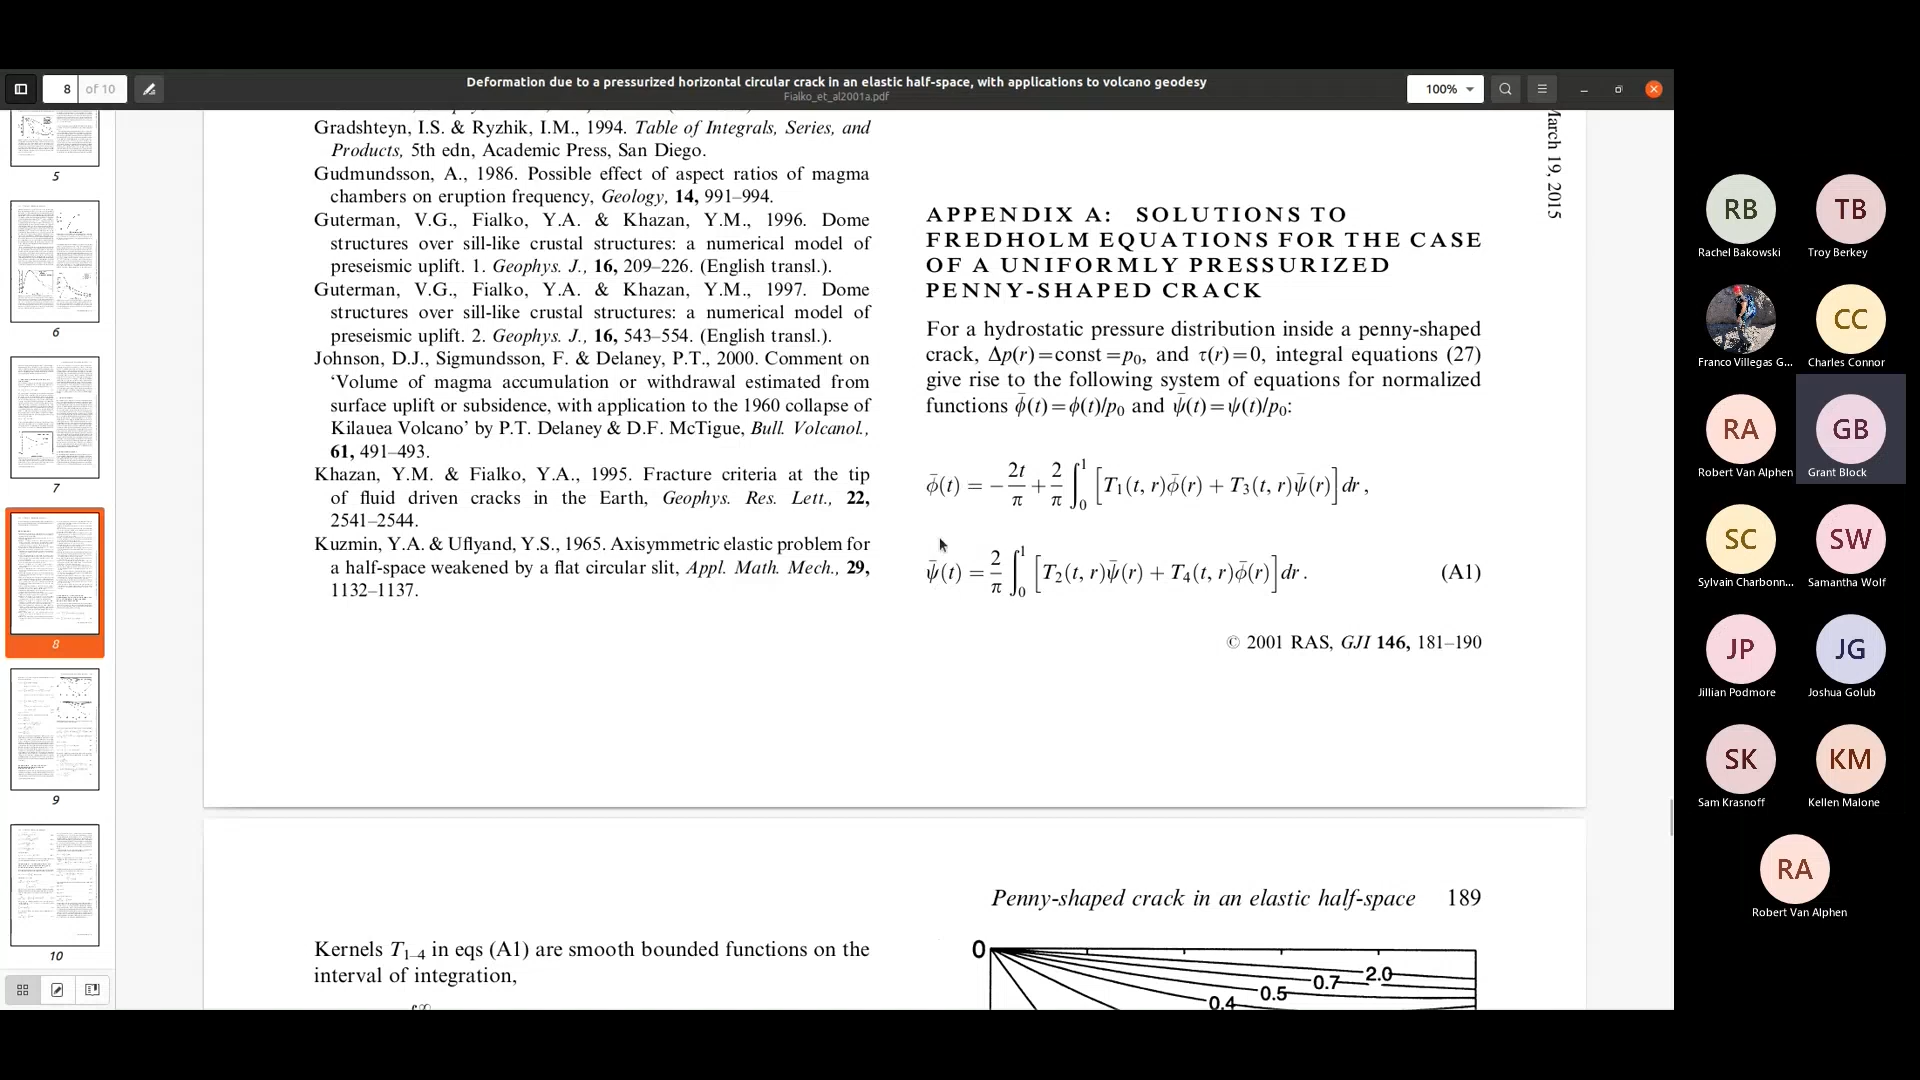 8 of 10
Deformation due to a pressurized horizontal circular crack in an elastic half-space, with applications to volcano geodesy
Fialko_et_al2001a.pdf
100%
5
6
7
8
9
10
Gradshteyn, I.S. & Ryzhik, I.M., 1994. Table of Integrals, Series, and
Products, 5th edn, Academic Press, San Diego.
Gudmundsson, A., 1986. Possible effect of aspect ratios of magma
chambers on eruption frequency, Geology, 14, 991–994.
Guterman, V.G., Fialko, Y.A. & Khazan, Y.M., 1996. Dome
structures over sill-like crustal structures: a numerical model of
preseismic uplift. 1. Geophys. J., 16, 209–226. (English transl.).
Guterman, V.G., Fialko, Y.A. & Khazan, Y.M., 1997. Dome
structures over sill-like crustal structures: a numerical model of
preseismic uplift. 2. Geophys. J., 16, 543–554. (English transl.).
Johnson, D.J., Sigmundsson, F. & Delaney, P.T., 2000. Comment on
‘Volume of magma accumulation or withdrawal estimated from
surface uplift or subsidence, with application to the 1960 collapse of
Kilauea Volcano’ by P.T. Delaney & D.F. McTigue, Bull. Volcanol.,
61, 491–493.
Khazan, Y.M. & Fialko, Y.A., 1995. Fracture criteria at the tip
of fluid driven cracks in the Earth, Geophys. Res. Lett., 22,
2541–2544.
Kuzmin, Y.A. & Uflyand, Y.S., 1965. Axisymmetric elastic problem for
a half-space weakened by a flat circular slit, Appl. Math. Mech., 29,
1132–1137.
March 19, 2015
APPENDIX A: SOLUTIONS TO
FREDHOLM EQUATIONS FOR THE CASE
OF A UNIFORMLY PRESSURIZED
PENNY-SHAPED CRACK
For a hydrostatic pressure distribution inside a penny-shaped
crack, Δp(r)=const=p₀, and τ(r)=0, integral equations (27)
give rise to the following system of equations for normalized
functions ϕ̄(t)=ϕ(t)/p₀ and ψ̄(t)=ψ(t)/p₀:
ϕ̄(t) = −2t/π + 2/π ∫₀¹ [T₁(t, r)ϕ̄(r) + T₃(t, r)ψ̄(r)] dr ,
ψ̄(t) = 2/π ∫₀¹ [T₂(t, r)ψ̄(r) + T₄(t, r)ϕ̄(r)] dr . (A1)
© 2001 RAS, GJI 146, 181–190
Penny-shaped crack in an elastic half-space 189
Kernels T₁₋₄ in eqs (A1) are smooth bounded functions on the
interval of integration,
0
2.0
0.7
0.5
0.4
RB
Rachel Bakowski
TB
Troy Berkey
Franco Villegas G...
CC
Charles Connor
RA
Robert Van Alphen
GB
Grant Block
SC
Sylvain Charbonn...
SW
Samantha Wolf
JP
Jillian Podmore
JG
Joshua Golub
SK
Sam Krasnoff
KM
Kellen Malone
RA
Robert Van Alphen